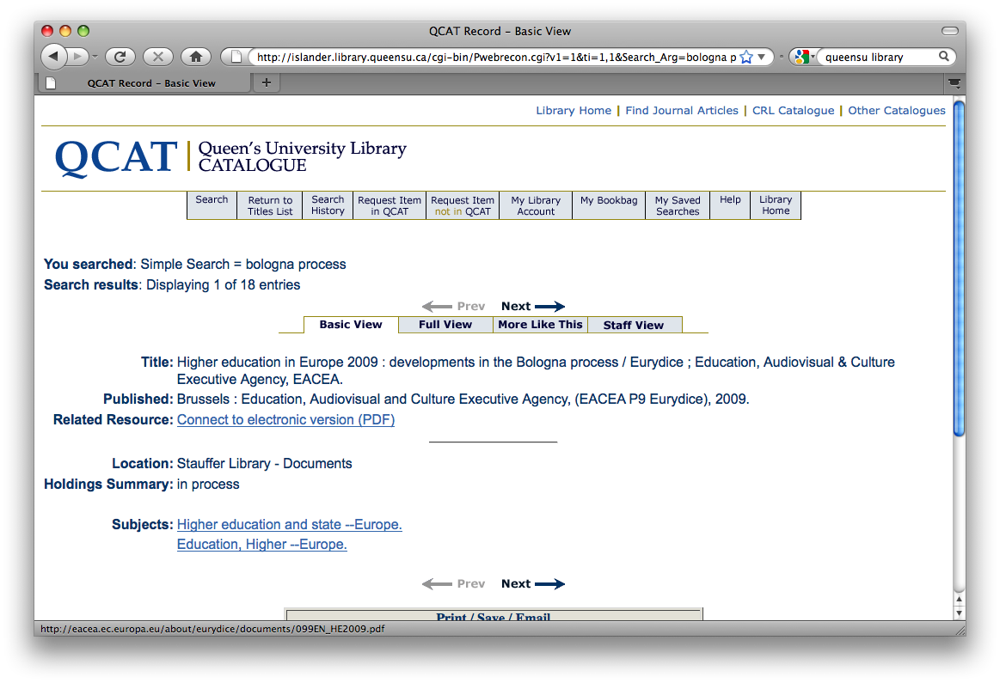 QCAT Record – Basic View
http://islander.library.queensu.ca/cgi-bin/Pwebrecon.cgi?v1=1&ti=1,1&Search_Arg=bologna p
queensu library
QCAT Record – Basic View
+
Library Home | Find Journal Articles | CRL Catalogue | Other Catalogues
QCAT
Queen's University Library
CATALOGUE
Search
Return to
Titles List
Search
History
Request Item
in QCAT
Request Item
not in QCAT
My Library
Account
My Bookbag
My Saved
Searches
Help
Library
Home
You searched: Simple Search = bologna process
Search results: Displaying 1 of 18 entries
Prev Next
Basic View Full View More Like This Staff View
Title: Higher education in Europe 2009 : developments in the Bologna process / Eurydice ; Education, Audiovisual & Culture
Executive Agency, EACEA.
Published: Brussels : Education, Audiovisual and Culture Executive Agency, (EACEA P9 Eurydice), 2009.
Related Resource: Connect to electronic version (PDF)
Location: Stauffer Library - Documents
Holdings Summary: in process
Subjects: Higher education and state --Europe.
Education, Higher --Europe.
Prev Next
Print / Save / Email
http://eacea.ec.europa.eu/about/eurydice/documents/099EN_HE2009.pdf